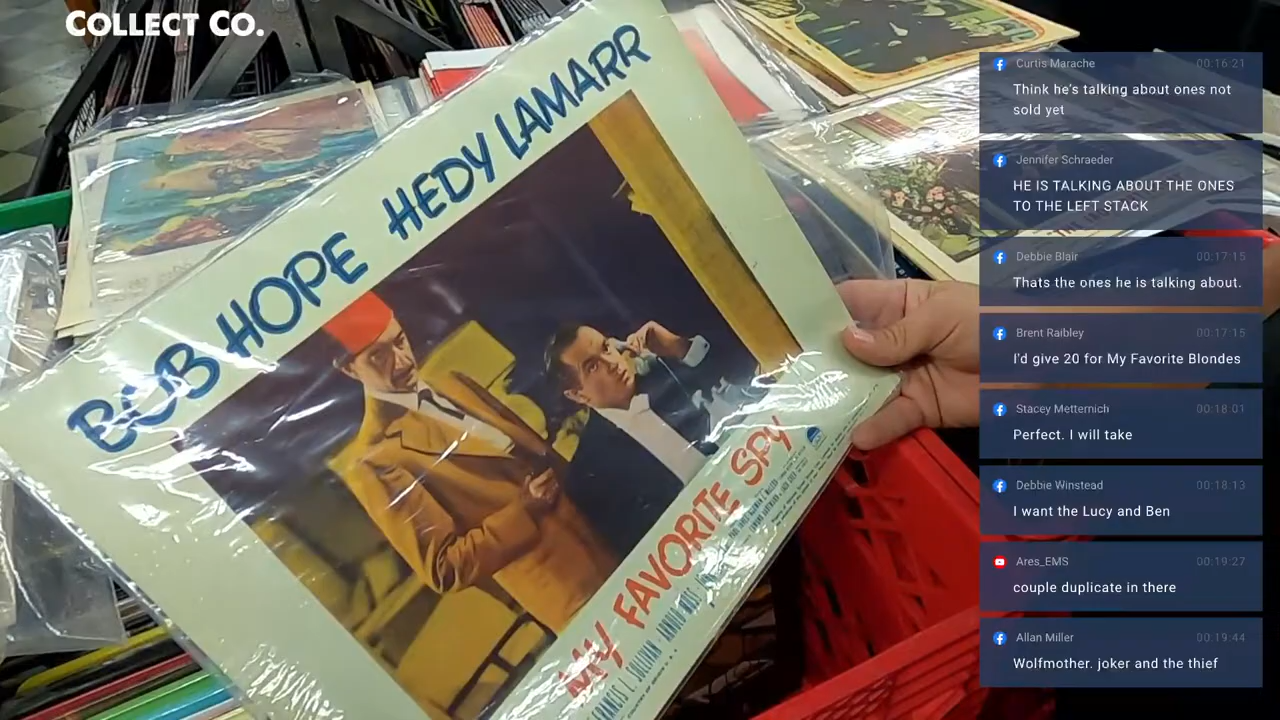 COLLECT CO.
BOB HOPE HEDY LAMARR
MY FAVORITE SPY
Curtis Marache 00:16:21
Think he's talking about ones not
sold yet
Jennifer Schraeder
HE IS TALKING ABOUT THE ONES
TO THE LEFT STACK
Debbie Blair 00:17:15
Thats the ones he is talking about.
Brent Raibley 00:17:15
I'd give 20 for My Favorite Blondes
Stacey Metternich 00:18:01
Perfect. I will take
Debbie Winstead 00:18:13
I want the Lucy and Ben
Ares_EMS 00:19:27
couple duplicate in there
Allan Miller 00:19:44
Wolfmother. joker and the thief